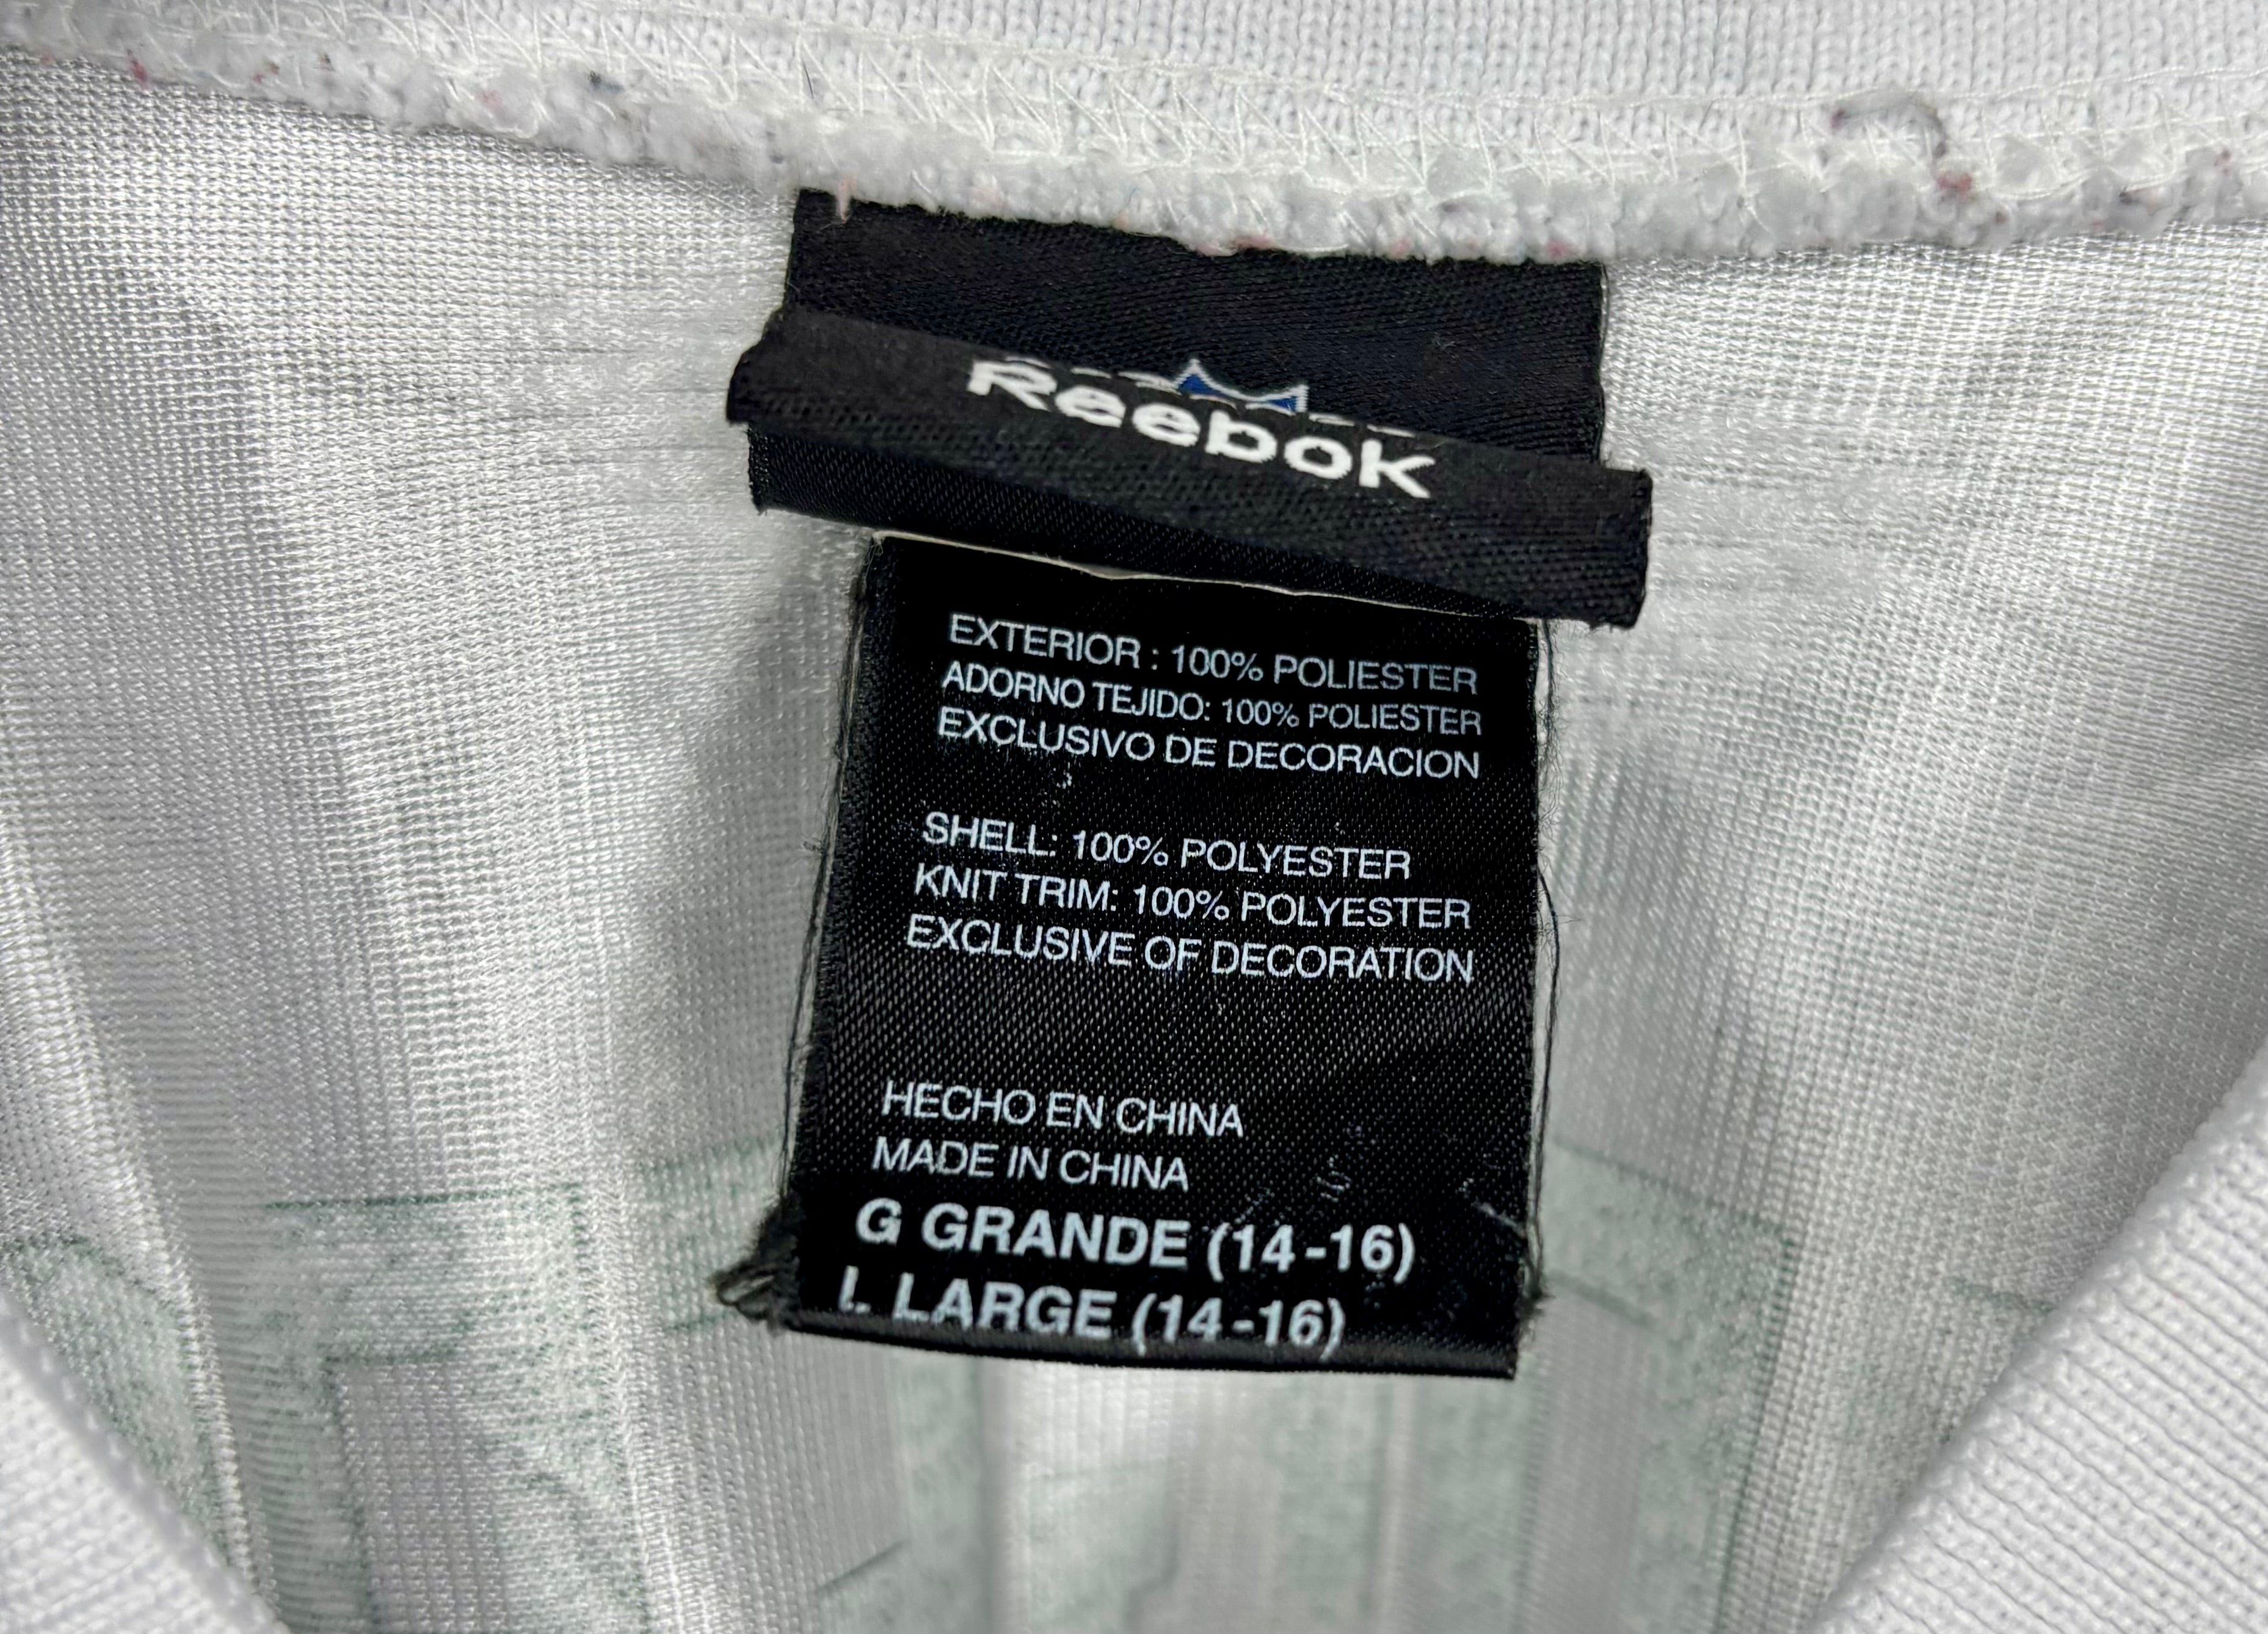 Reebok
EXTERIOR : 100% POLIESTER
ADORNO TEJIDO: 100% POLIESTER
EXCLUSIVO DE DECORACION
SHELL: 100% POLYESTER
KNIT TRIM: 100% POLYESTER
EXCLUSIVE OF DECORATION
HECHO EN CHINA
MADE IN CHINA
G GRANDE (14-16)
L LARGE (14-16)